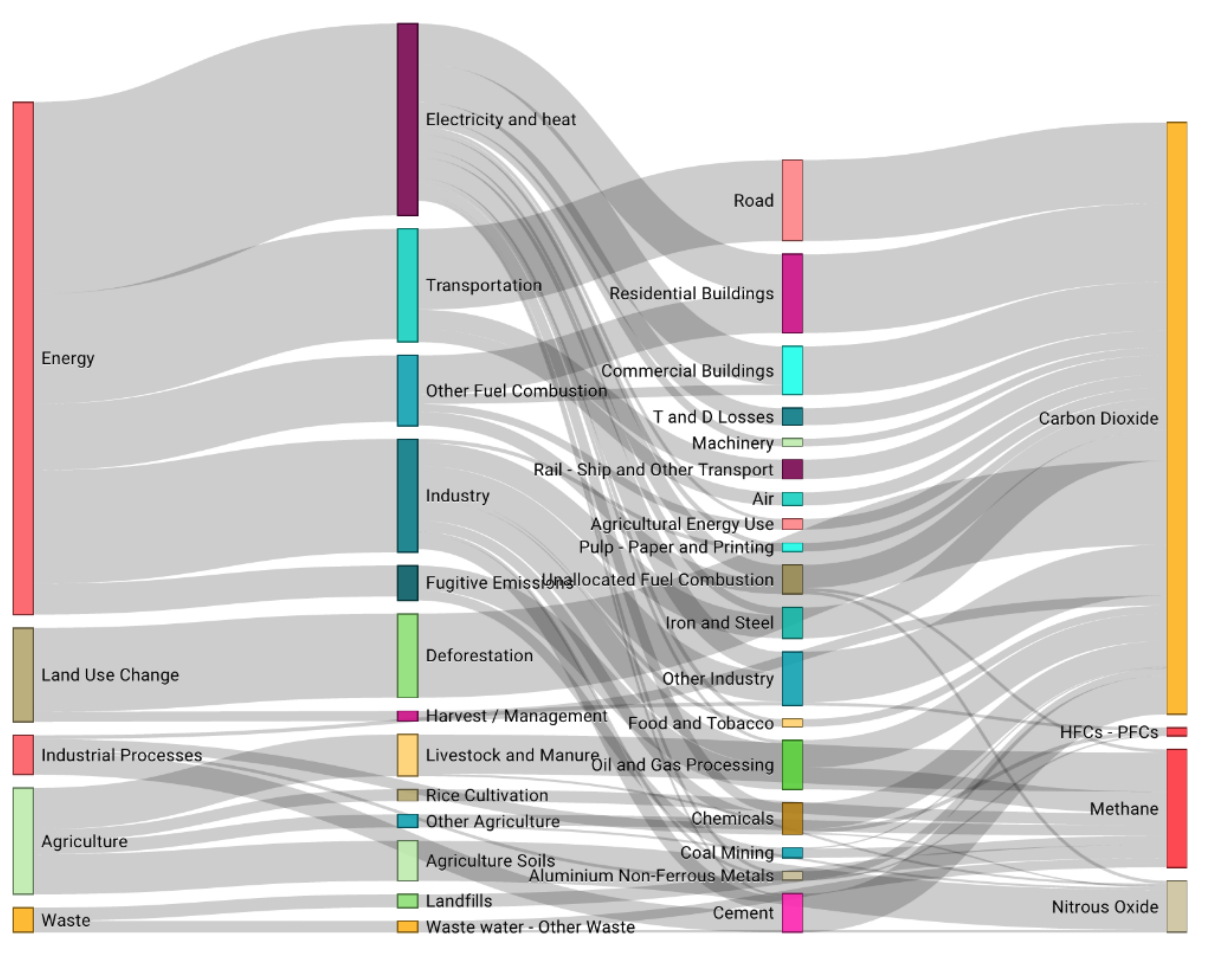 Energy
Land Use Change
Industrial Processes
Agriculture
Waste
Electricity and heat
Transportation
Other Fuel Combustion
Industry
Fugitive Emissions
Deforestation
Harvest / Management
Livestock and Manure
Rice Cultivation
Other Agriculture
Agriculture Soils
Landfills
Waste water - Other Waste
Road
Residential Buildings
Commercial Buildings
T and D Losses
Machinery
Rail - Ship and Other Transport
Air
Agricultural Energy Use
Pulp - Paper and Printing
Unallocated Fuel Combustion
Iron and Steel
Other Industry
Food and Tobacco
Oil and Gas Processing
Chemicals
Coal Mining
Aluminium Non-Ferrous Metals
Cement
Carbon Dioxide
HFCs - PFCs
Methane
Nitrous Oxide